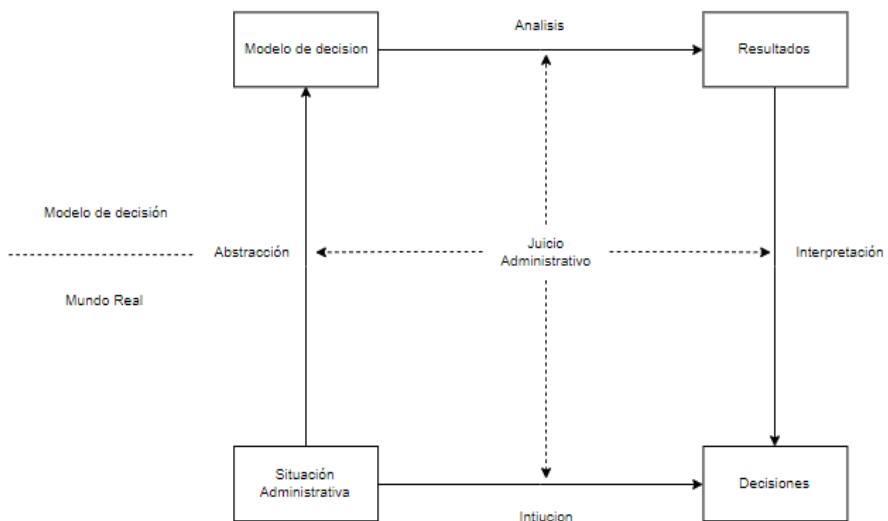 Analisis
Modelo de decision
Resultados
Modelo de decisión
Abstracción
Juicio
Administrativo
Interpretación
Mundo Real
Situación
Administrativa
Decisiones
Intiucion